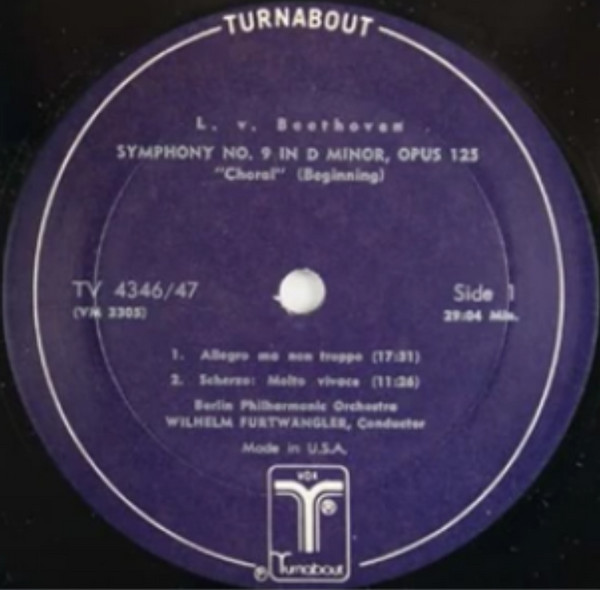 TURNABOUT
L. v. Beethoven
SYMPHONY NO. 9 IN D MINOR, OPUS 125
"Choral" (Beginning)
TV 4346/47
Side 1
(VM 3305)
29:04 Min.
1. Allegro ma non troppo (17:31)
2. Scherzo: Molto vivace (11:26)
Berlin Philharmonic Orchestra
WILHELM FURTWANGLER, Conductor
Made in U.S.A.
VOX
T®
® Turnabout